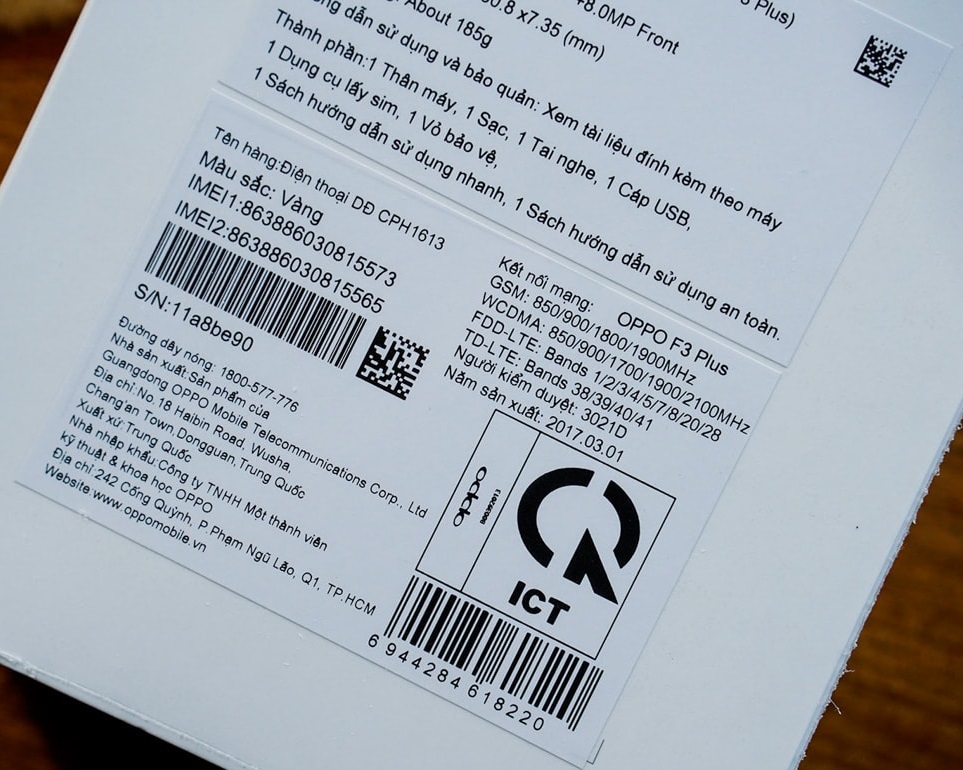 3 Plus)
+8.0MP Front
x7.35 (mm)
About 185g
dẫn sử dụng và bảo quản: Xem tài liệu đính kèm theo máy
Thành phần:1 Thân máy, 1 Sạc, 1 Tai nghe, 1 Cáp USB,
1 Dụng cụ lấy sim, 1 Vỏ bảo vệ,
1 Sách hướng dẫn sử dụng nhanh, 1 Sách hướng dẫn sử dụng an toàn.
Tên hàng:Điện thoại DĐ CPH1613
Màu sắc: Vàng
IMEI1:863886030815573
IMEI2:863886030815565
S/N:11a8be90
Đường dây nóng: 1800-577-776
Nhà sản xuất:Sản phẩm của
Guangdong OPPO Mobile Telecommunications Corp., Ltd
Địa chỉ:No 18 Haibin Road, Wusha,
Chang'an Town,Dongguan,Trung Quốc
Xuất xứ:Trung Quốc
Nhà nhập khẩu:Công ty TNHH Một thành viên
kỹ thuật & khoa học OPPO
Địa chỉ:242 Cống Quỳnh, P.Phạm Ngũ Lão, Q1, TP.HCM
Website:www.oppomobile.vn
Kết nối mạng:
OPPO F3 Plus
GSM: 850/900/1800/1900MHz
WCDMA: 850/900/1700/1900/2100MHz
FDD-LTE: Bands 1/2/3/4/5/7/8/20/28
TD-LTE: Bands 38/39/40/41
Người kiểm duyệt: 3021D
Năm sản xuất: 2017.03.01
oppo
ICT
6 944284 618220